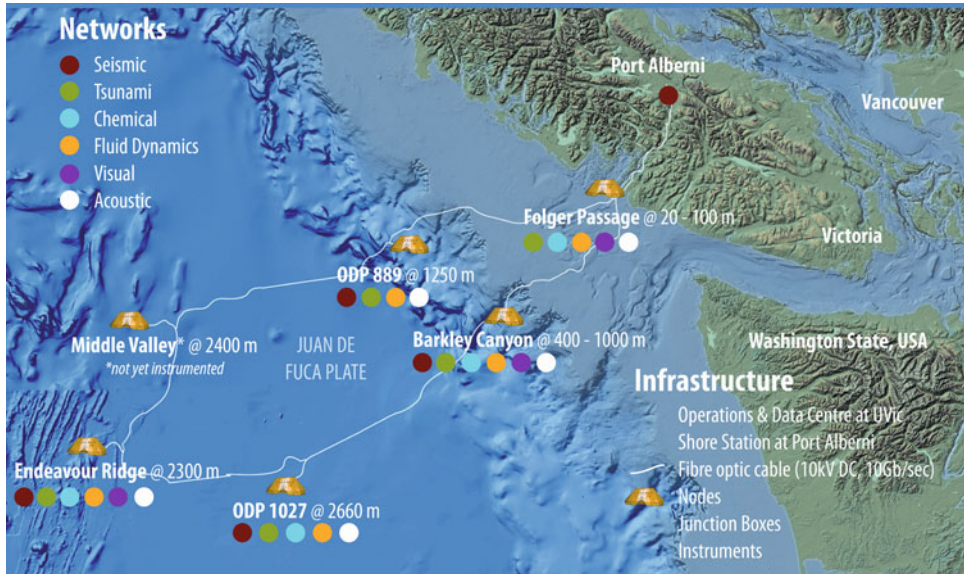 Networks
Seismic
Tsunami
Chemical
Fluid Dynamics
Visual
Acoustic
Port Alberni
Vancouver
Folger Passage @ 20 - 100 m
Victoria
ODP 889 @ 1250 m
Middle Valley* @ 2400 m
*not yet instrumented
JUAN DE
FUCA PLATE
Barkley Canyon @ 400 - 1000 m
Washington State, USA
Infrastructure
Operations & Data Centre at UVic
Shore Station at Port Alberni
Fibre optic cable (10kV DC, 10Gb/sec)
Nodes
Junction Boxes
Instruments
Endeavour Ridge @ 2300 m
ODP 1027 @ 2660 m